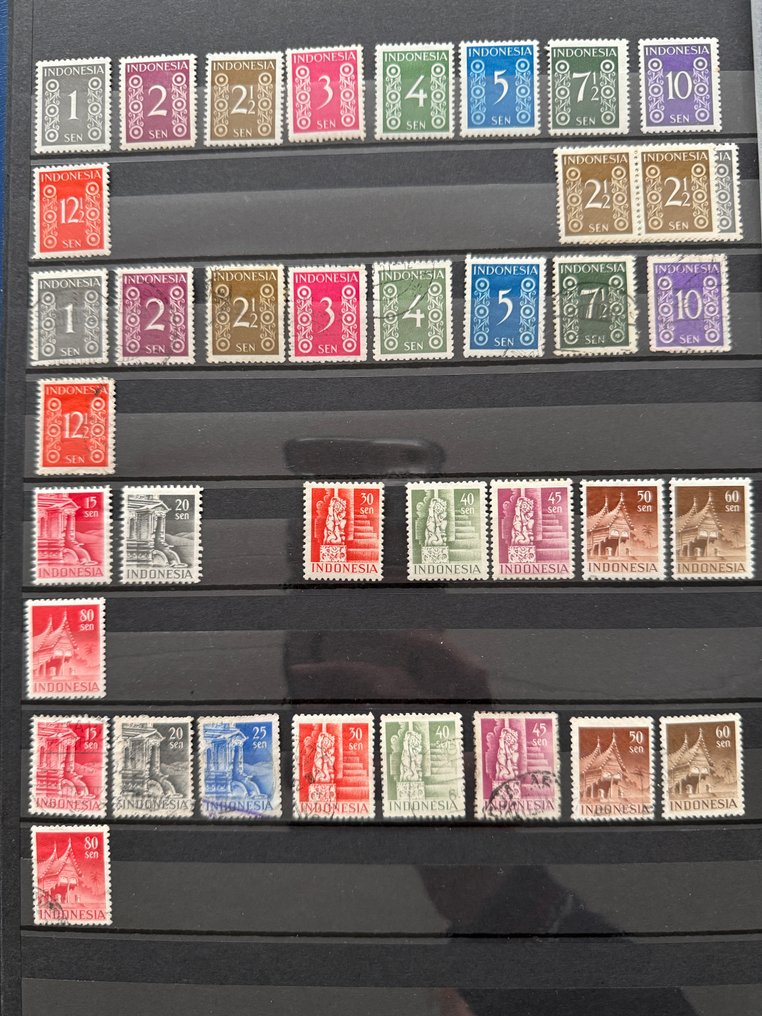 INDONESIA 1 SEN
INDONESIA 2 SEN
INDONESIA 2½ SEN
INDONESIA 3 SEN
INDONESIA 4 SEN
INDONESIA 5 SEN
INDONESIA 7½ SEN
INDONESIA 10 SEN
INDONESIA 12½ SEN
INDONESIA 2½ SEN
INDONESIA 2½ SEN
INDONESIA 1 SEN
INDONESIA 2 SEN
INDONESIA 2½ SEN
INDONESIA 3 SEN
INDONESIA 4 SEN
INDONESIA 5 SEN
INDONESIA 7½ SEN
INDONESIA 10 SEN
INDONESIA 12½ SEN
15 sen INDONESIA
20 sen INDONESIA
30 sen INDONESIA
40 sen INDONESIA
45 sen INDONESIA
50 sen INDONESIA
60 sen INDONESIA
80 sen INDONESIA
15 sen INDONESIA
20 sen INDONESIA
25 sen INDONESIA
30 sen INDONESIA
40 sen INDONESIA
45 sen INDONESIA
50 sen INDONESIA
60 sen INDONESIA
80 sen INDONESIA